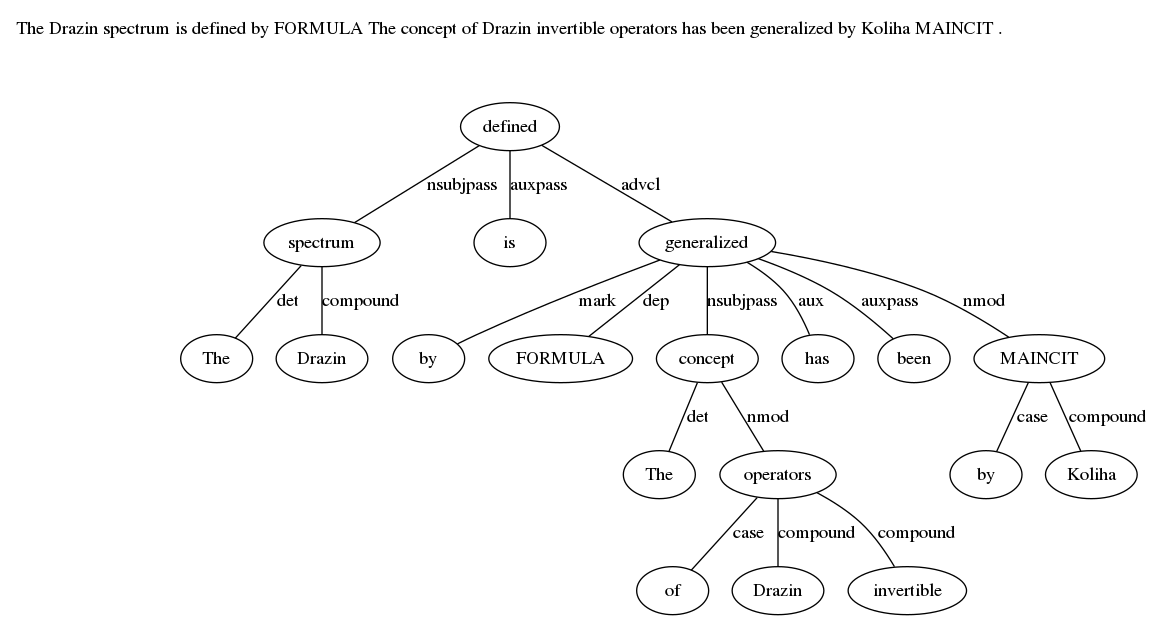 The Drazin spectrum is defined by FORMULA The concept of Drazin invertible operators has been generalized by Koliha MAINCIT .
defined
nsubjpass auxpass advcl
spectrum is generalized
det compound mark dep nsubjpass aux auxpass nmod
The Drazin by FORMULA concept has been MAINCIT
det nmod case compound
The operators by Koliha
case compound compound
of Drazin invertible